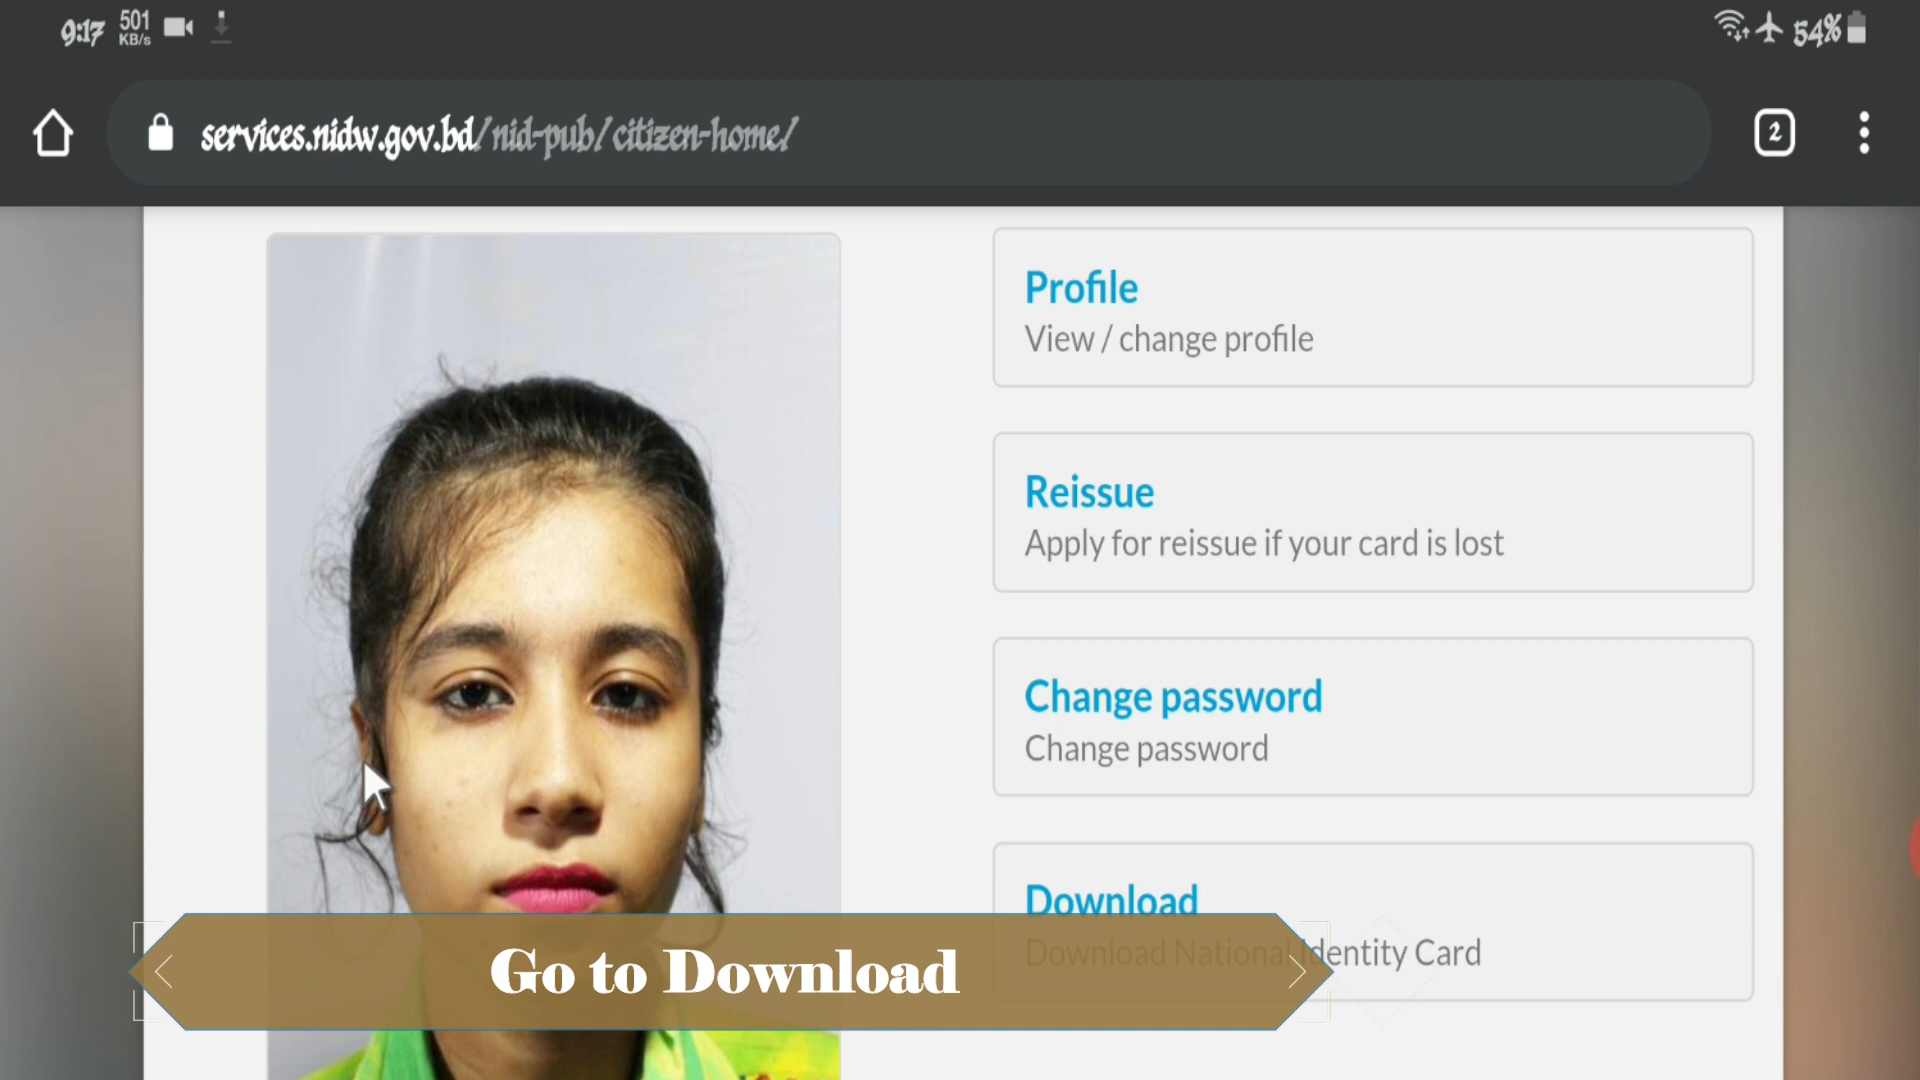 9:17 501 KB/s 54%
services.nidw.gov.bd/nid-pub/citizen-home/ 2
Profile
View / change profile
Reissue
Apply for reissue if your card is lost
Change password
Change password
Download
Download National Identity Card
Go to Download